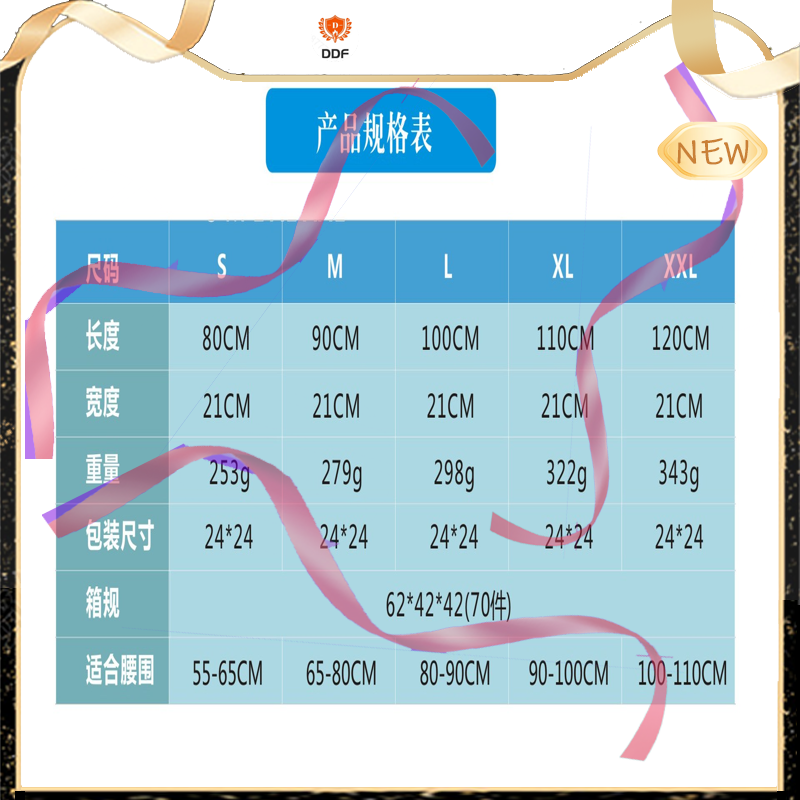 DDF
NEW
产品规格表
尺码 S M L XL XXL
长度 80CM 90CM 100CM 110CM 120CM
宽度 21CM 21CM 21CM 21CM 21CM
重量 253g 279g 298g 322g 343g
包装尺寸 24*24 24*24 24*24 24*24 24*24
箱规 62*42*42(70件)
适合腰围 55-65CM 65-80CM 80-90CM 90-100CM 100-110CM